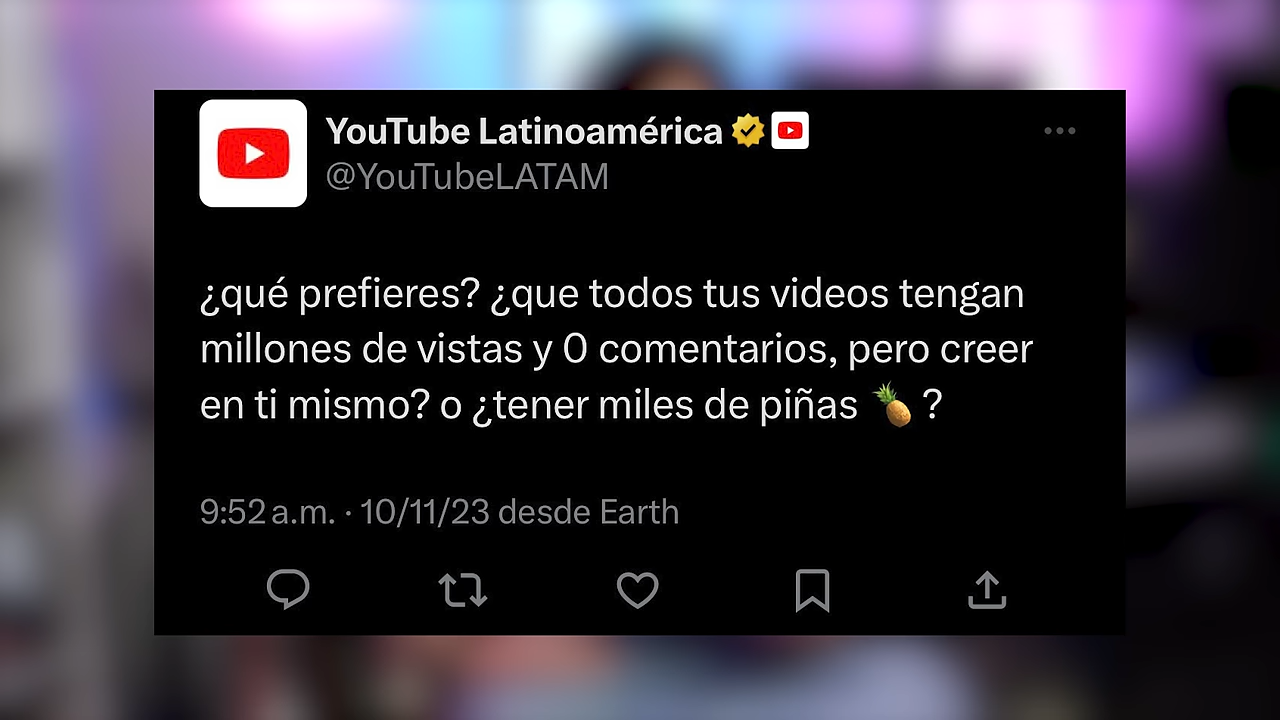 YouTube Latinoamérica
@YouTubeLATAM
¿qué prefieres? ¿que todos tus videos tengan
millones de vistas y 0 comentarios, pero creer
en ti mismo? o ¿tener miles de piñas 🍍 ?
9:52 a.m. · 10/11/23 desde Earth